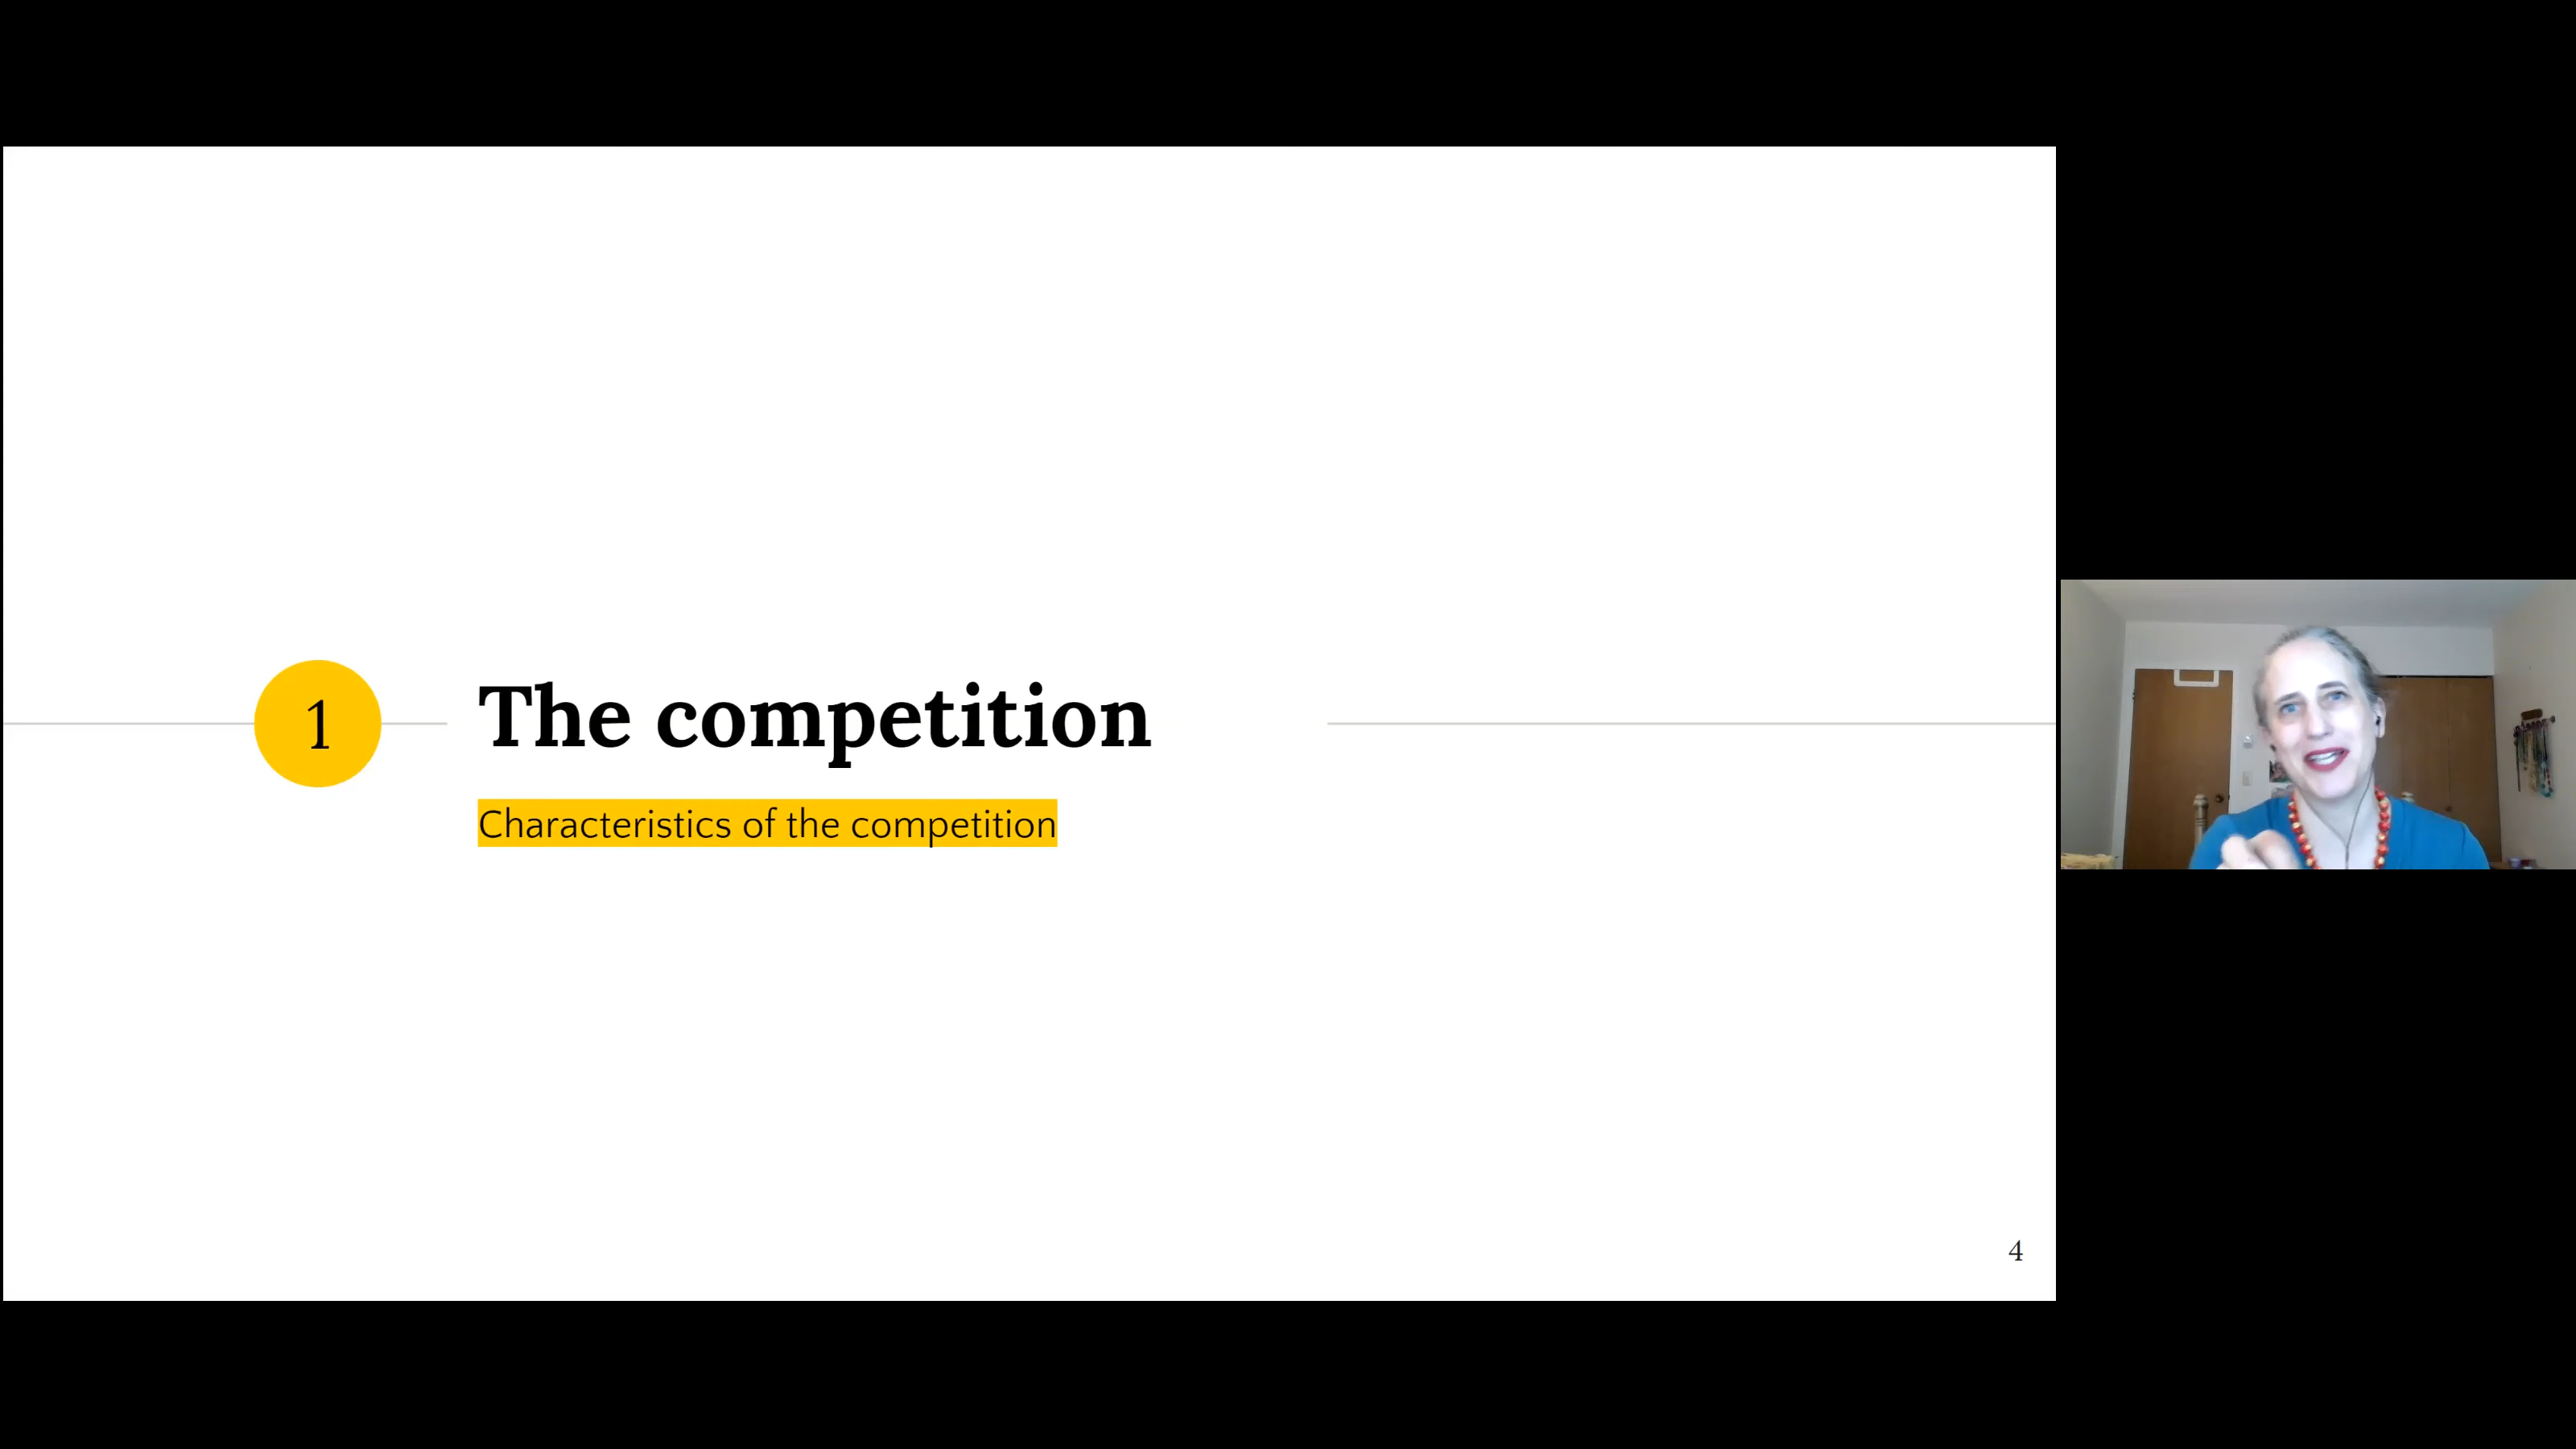 1
The competition
Characteristics of the competition
4